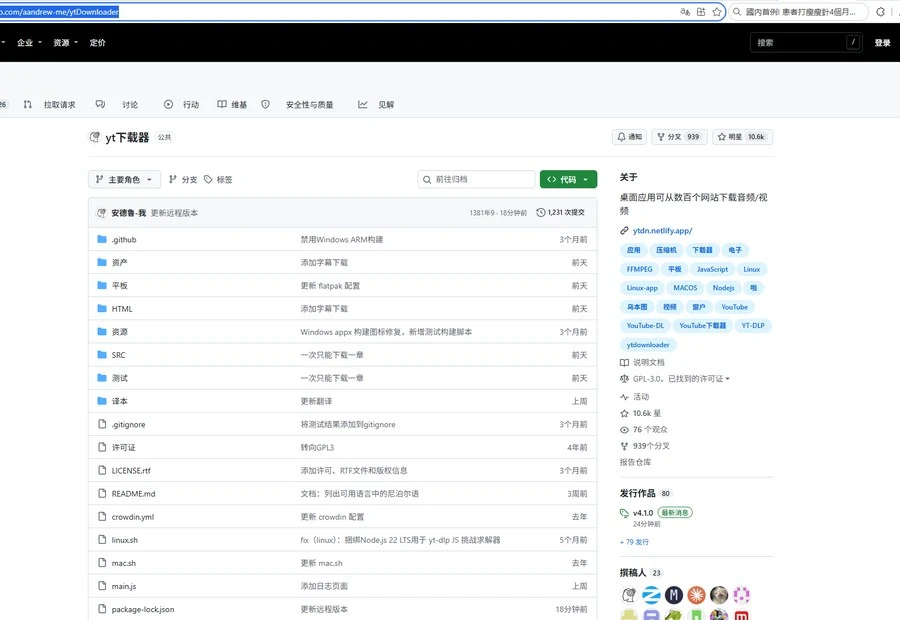 o.com/aandrew-me/ytDownloader
國内首例! 患者打瘦瘦針4個月...
企业 资源 定价
搜索 /
登录
26 拉取请求 讨论 行动 维基 安全性与质量 见解
yt下载器 公共
通知 分叉 939 明星 10.6k
主要角色 分支 标签
前往归档
代码
安德鲁-我 更新远程版本 1381年9 · 18分钟前 1,231 次提交
.github 禁用Windows ARM构建 3个月前
资产 添加字幕下载 前天
平板 更新 flatpak 配置 前天
HTML 添加字幕下载 前天
资源 Windows appx 构建图标修复，新增测试构建脚本 3个月前
SRC 一次只能下载一章 前天
测试 一次只能下载一章 前天
译本 更新翻译 上周
.gitignore 将测试结果添加到gitignore 3个月前
许可证 转向GPL3 4年前
LICENSE.rtf 添加许可、RTF文件和版权信息 3个月前
README.md 文档：列出可用语言中的尼泊尔语 3周前
crowdin.yml 更新 crowdin 配置 去年
linux.sh fix（linux）：捆绑Node.js 22 LTS用于 yt-dlp JS 挑战求解器 5个月前
mac.sh 更新 mac.sh 去年
main.js 添加日志页面 上周
package-lock.json 更新远程版本 18分钟前
关于
桌面应用可从数百个网站下载音频/视
频
ytdn.netlify.app/
应用 压缩机 下载器 电子
FFMPEG 平板 JavaScript Linux
Linux-app MACOS Nodejs 啪
乌本图 视频 窗户 YouTube
YouTube-DL YouTube下载器 YT-DLP
ytdownloader
说明文档
GPL-3.0，已找到的许可证
活动
10.6k 星
76 个观众
939个分叉
报告仓库
发行作品 80
v4.1.0 最新消息
24分钟前
+ 79 发行
撰稿人 23